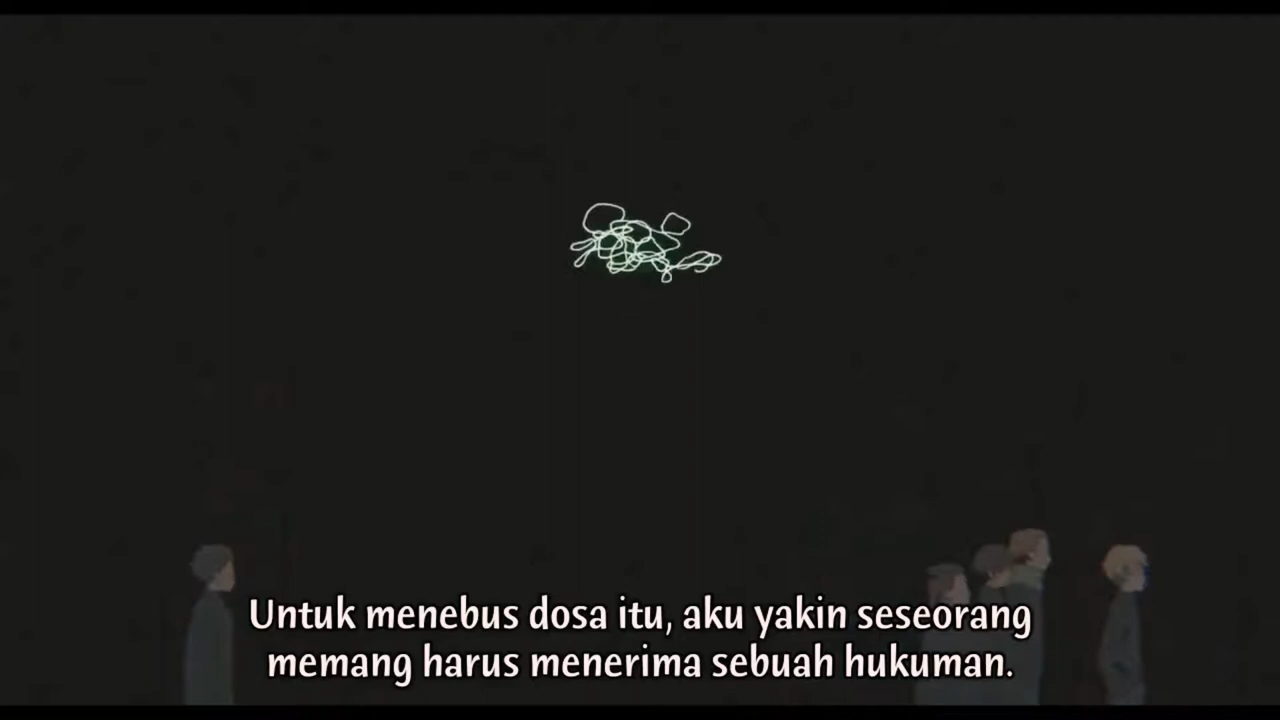 Untuk menebus dosa itu, aku yakin seseorang
memang harus menerima sebuah hukuman.